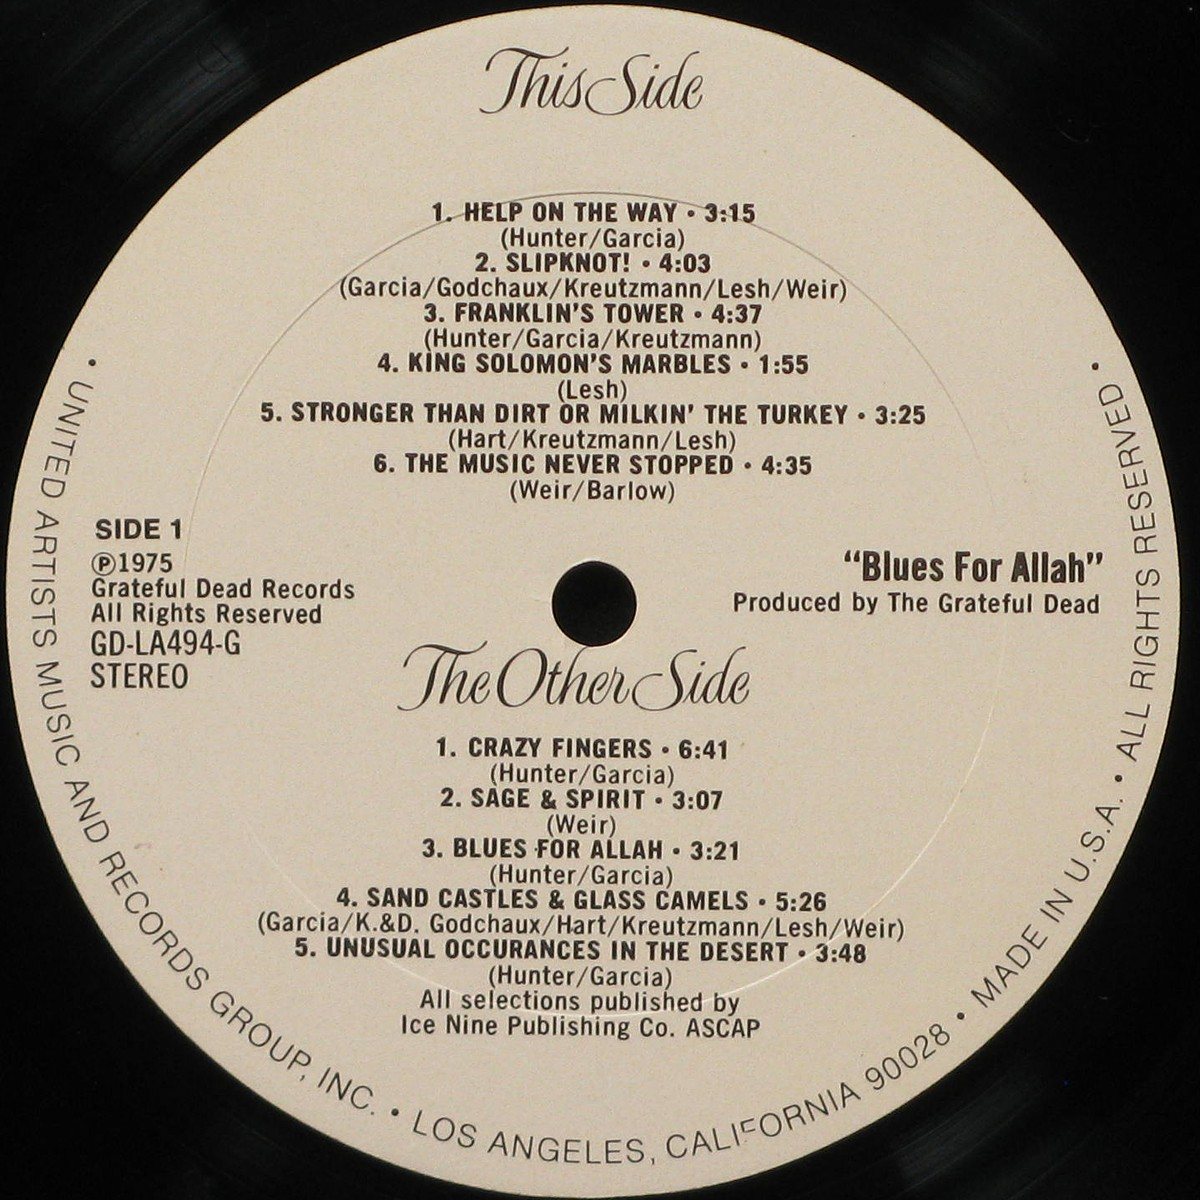 This Side
1. HELP ON THE WAY • 3:15
(Hunter/Garcia)
2. SLIPKNOT! • 4:03
(Garcia/Godchaux/Kreutzmann/Lesh/Weir)
3. FRANKLIN'S TOWER • 4:37
(Hunter/Garcia/Kreutzmann)
4. KING SOLOMON'S MARBLES • 1:55
(Lesh)
5. STRONGER THAN DIRT OR MILKIN' THE TURKEY • 3:25
(Hart/Kreutzmann/Lesh)
6. THE MUSIC NEVER STOPPED • 4:35
(Weir/Barlow)
SIDE 1
Ⓟ1975
Grateful Dead Records
All Rights Reserved
GD-LA494-G
STEREO
"Blues For Allah"
Produced by The Grateful Dead
The Other Side
1. CRAZY FINGERS • 6:41
(Hunter/Garcia)
2. SAGE & SPIRIT • 3:07
(Weir)
3. BLUES FOR ALLAH • 3:21
(Hunter/Garcia)
4. SAND CASTLES & GLASS CAMELS • 5:26
(Garcia/K.&D. Godchaux/Hart/Kreutzmann/Lesh/Weir)
5. UNUSUAL OCCURANCES IN THE DESERT • 3:48
(Hunter/Garcia)
All selections published by
Ice Nine Publishing Co. ASCAP
• UNITED ARTISTS MUSIC AND RECORDS GROUP, INC. • LOS ANGELES, CALIFORNIA 90028 • MADE IN U.S.A. • ALL RIGHTS RESERVED •